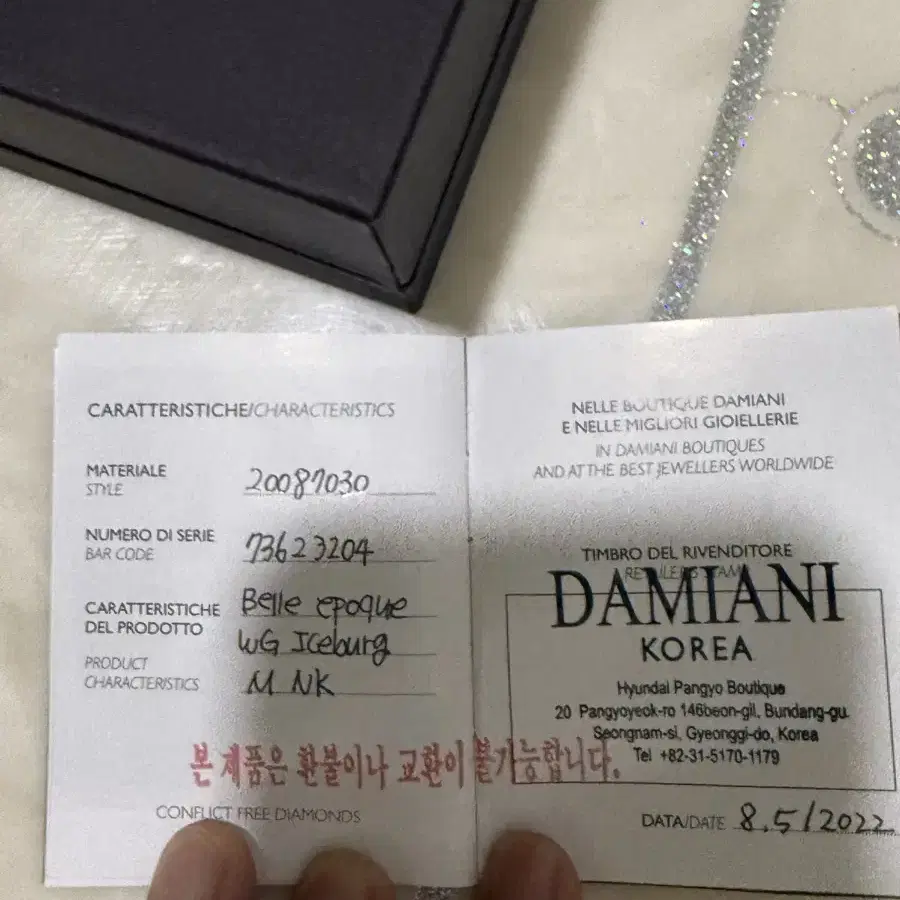 CARATTERISTICHE/CHARACTERISTICS
MATERIALE
STYLE
20087030
NUMERO DI SERIE
BAR CODE
73623204
CARATTERISTICHE
DEL PRODOTTO
PRODUCT
CHARACTERISTICS
Belle epoque
WG Iceburg
M NK
본 제품은 환불이나 교환이 불가능합니다.
CONFLICT FREE DIAMONDS
NELLE BOUTIQUE DAMIANI
E NELLE MIGLIORI GIOIELLERIE
IN DAMIANI BOUTIQUES
AND AT THE BEST JEWELLERS WORLDWIDE
TIMBRO DEL RIVENDITORE
RETAILER'S STAMP
DAMIANI
KOREA
Hyundai Pangyo Boutique
20 Pangyoyeok-ro 146beon-gil, Bundang-gu
Seongnam-si, Gyeonggi-do, Korea
Tel +82-31-5170-1179
DATA/DATE 8.5/2022